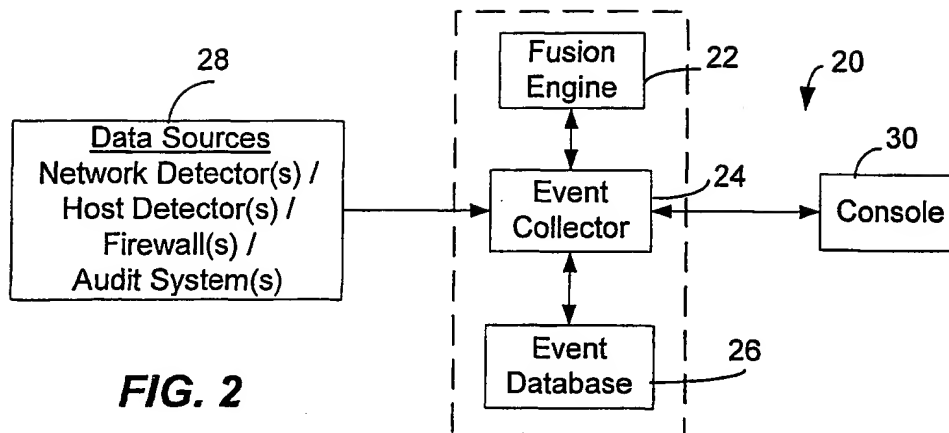 28
Data Sources
Network Detector(s) /
Host Detector(s) /
Firewall(s) /
Audit System(s)
Fusion
Engine
22
20
Event
Collector
24
30
Console
Event
Database
26
FIG. 2